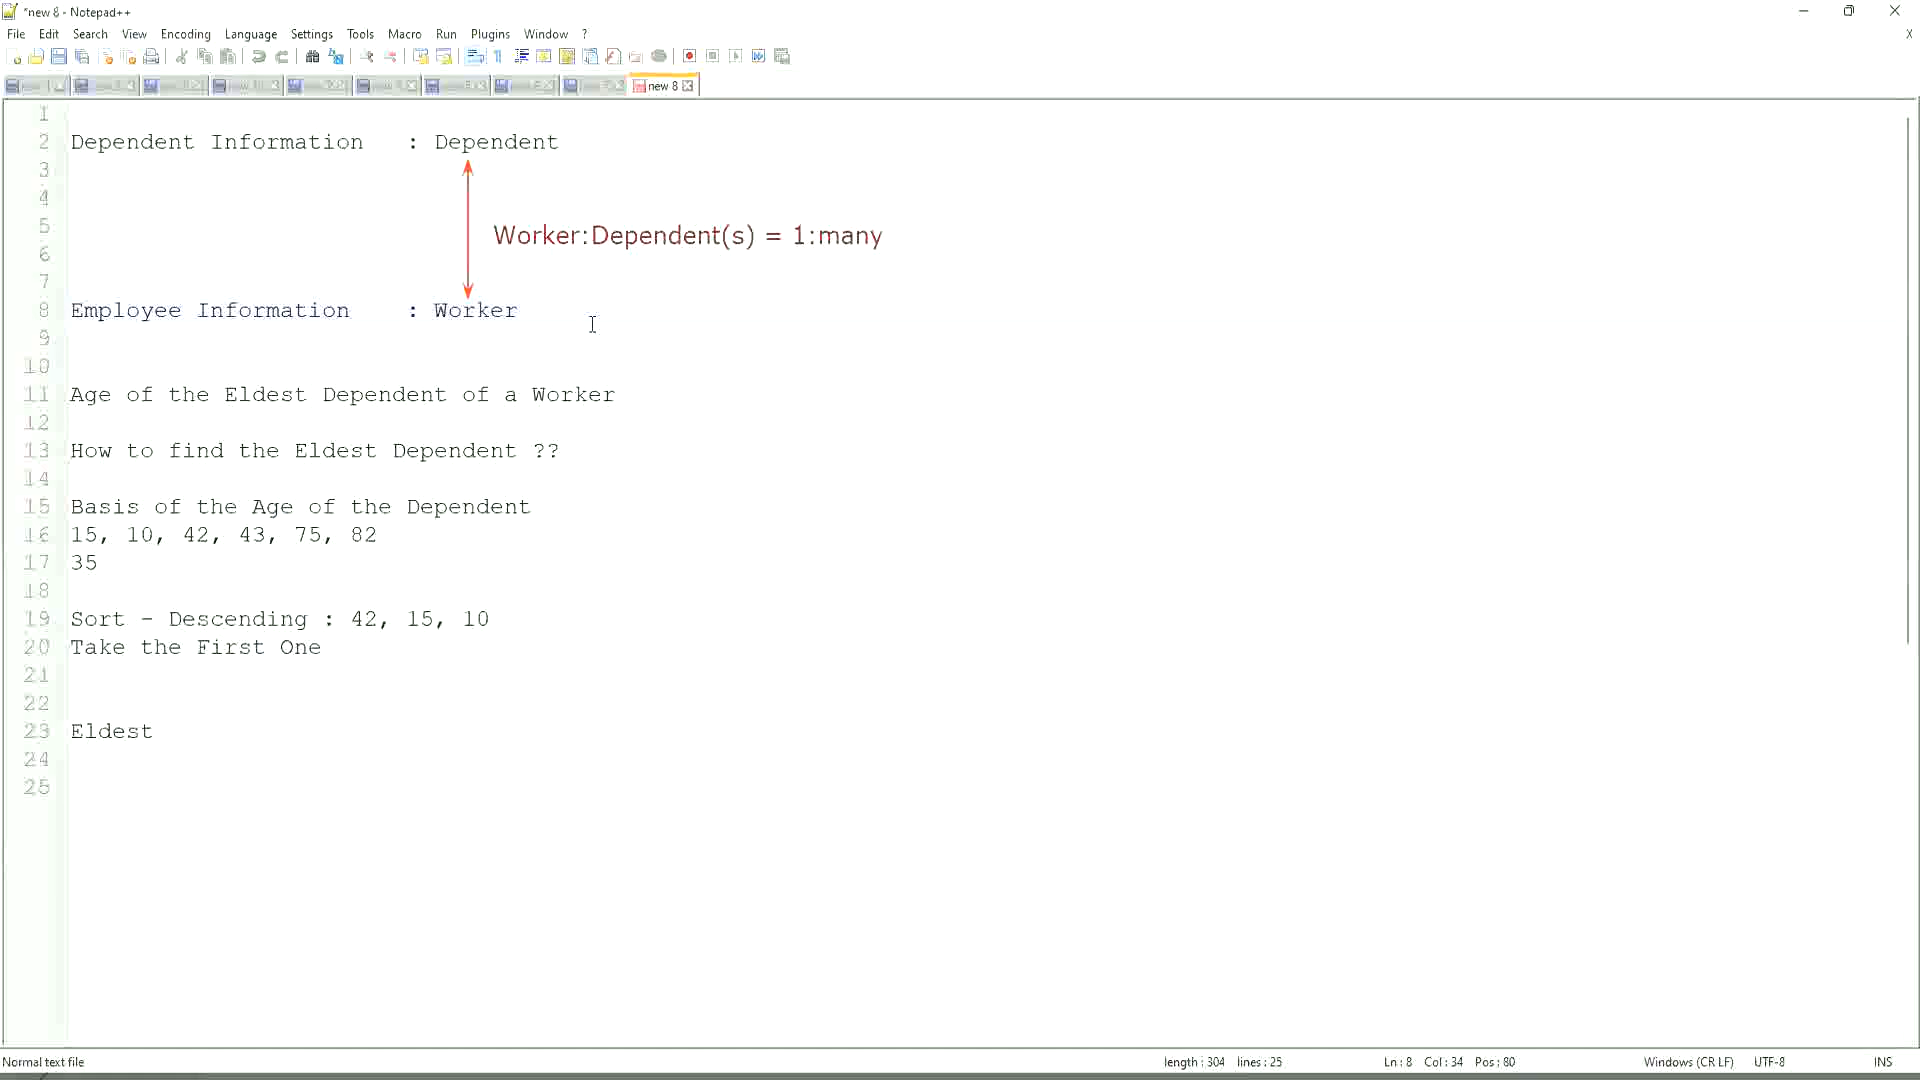 *new 8 - Notepad++
File Edit Search View Encoding Language Settings Tools Macro Run Plugins Window ? X
new 8
1
2 Dependent Information : Dependent
3
4
5 Worker:Dependent(s) = 1:many
6
7
8 Employee Information : Worker
9
10
11 Age of the Eldest Dependent of a Worker
12
13 How to find the Eldest Dependent ??
14
15 Basis of the Age of the Dependent
16 15, 10, 42, 43, 75, 82
17 35
18
19 Sort - Descending : 42, 15, 10
20 Take the First One
21
22
23 Eldest
24
25
Normal text file length : 304 lines : 25 Ln : 8 Col : 34 Pos : 80 Windows (CR LF) UTF-8 INS